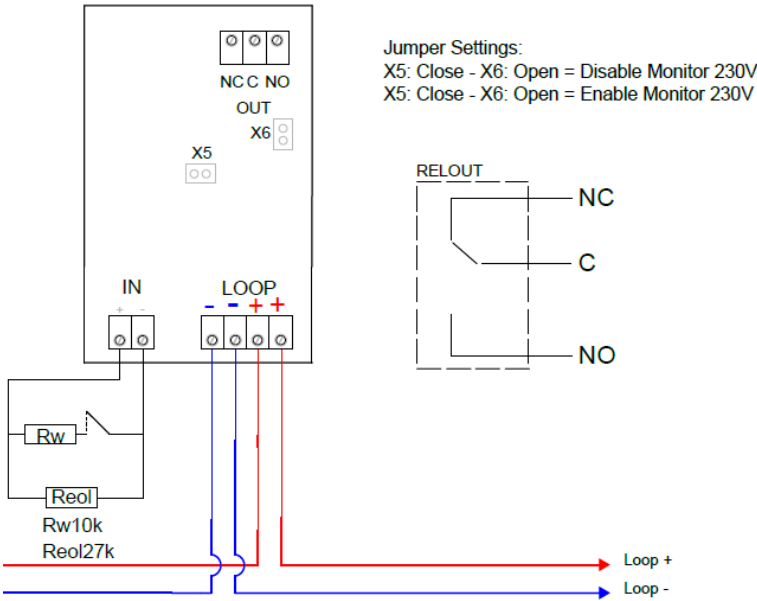 Jumper Settings:
X5: Close - X6: Open = Disable Monitor 230V
X5: Close - X6: Open = Enable Monitor 230V
NC C NO
OUT
X6
X5
RELOUT
NC
C
NO
IN
LOOP
+ - - - + +
Rw
Reol
Rw10k
Reol27k
Loop +
Loop -